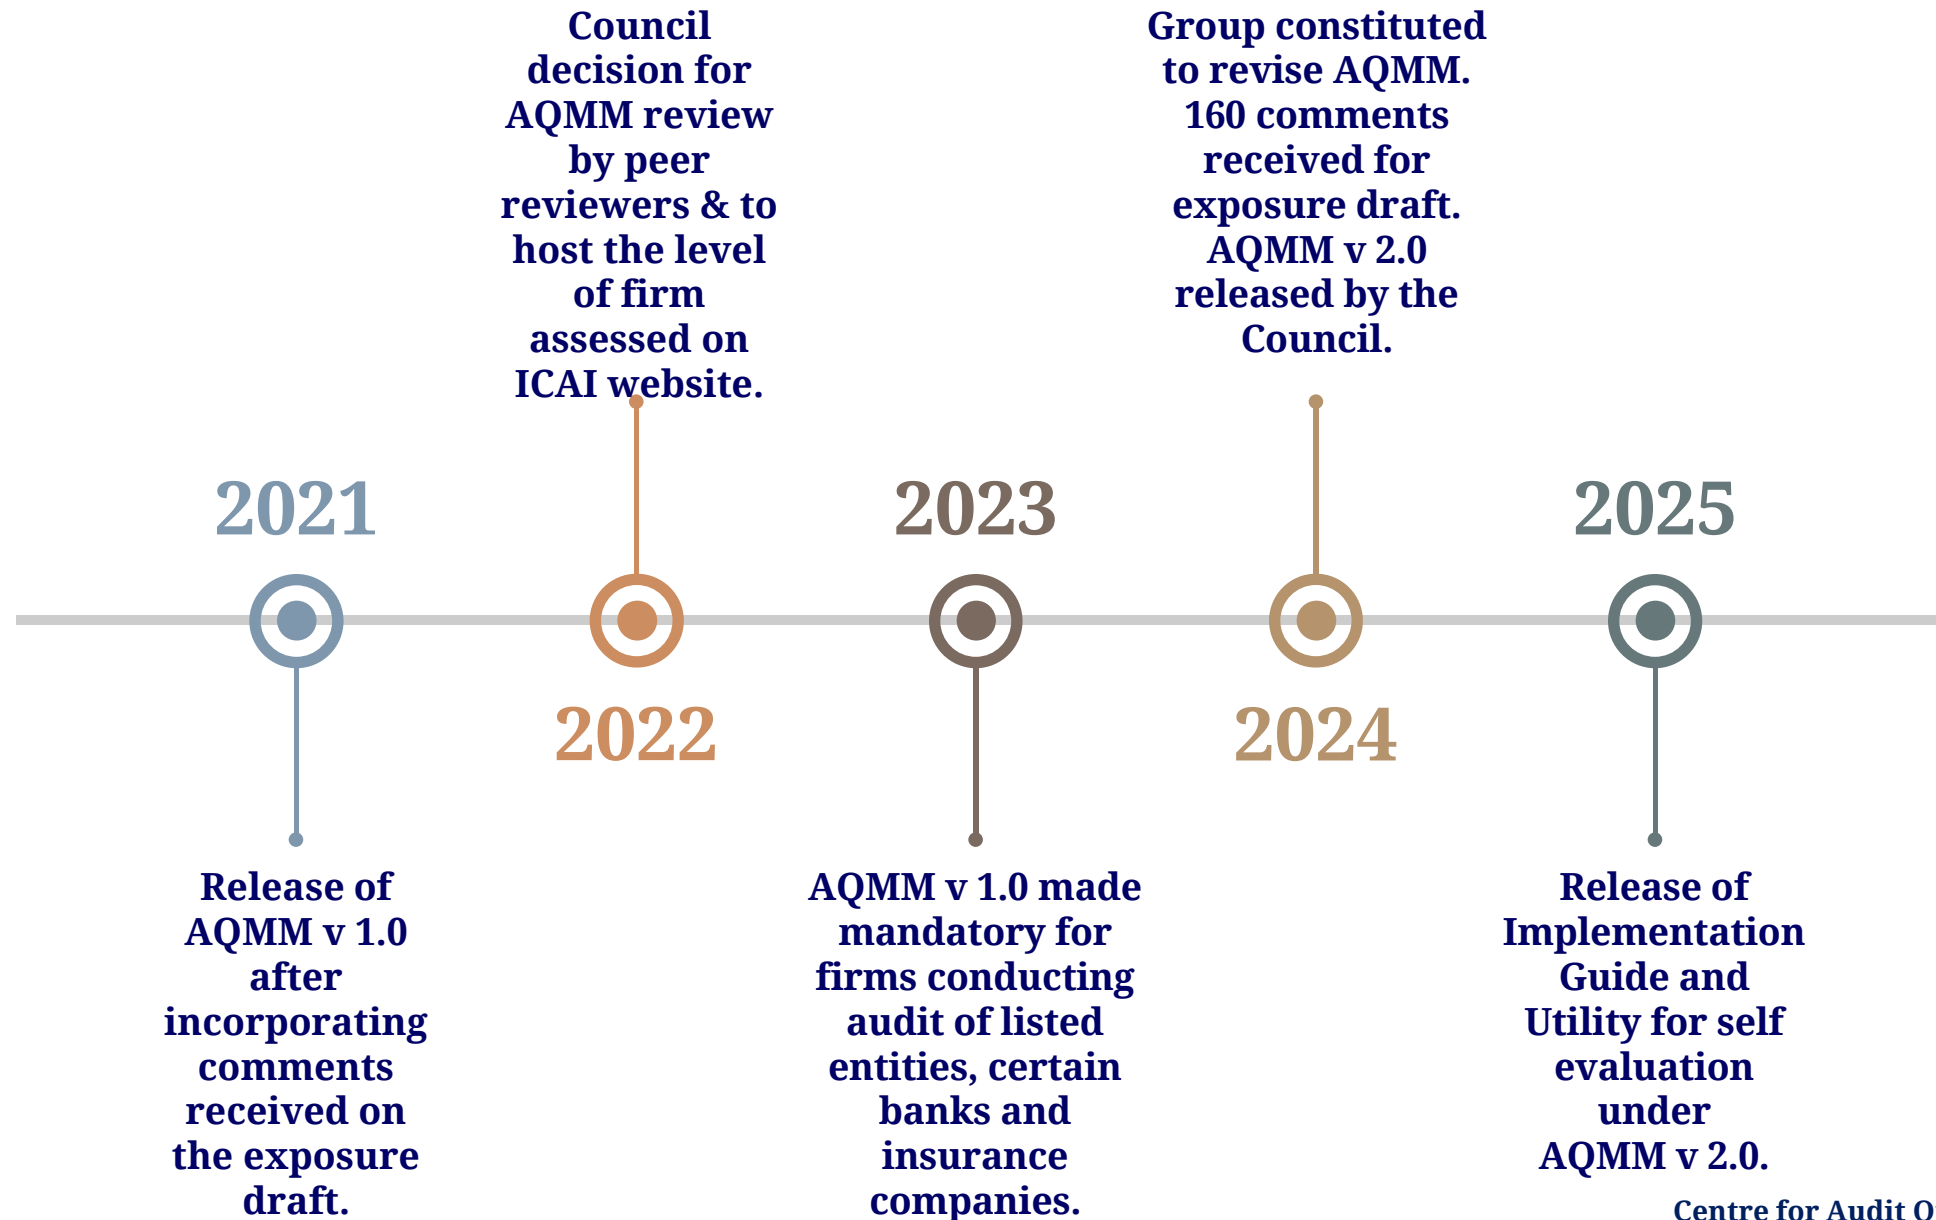 Council
decision for
AQMM review
by peer
reviewers & to
host the level
of firm
assessed on
ICAI website.
Group constituted
to revise AQMM.
160 comments
received for
exposure draft.
AQMM v 2.0
released by the
Council.
2021
2023
2025
2022
2024
Release of
AQMM v 1.0
after
incorporating
comments
received on
the exposure
draft.
AQMM v 1.0 made
mandatory for
firms conducting
audit of listed
entities, certain
banks and
insurance
companies.
Release of
Implementation
Guide and
Utility for self
evaluation
under
AQMM v 2.0.
Centre for Audit